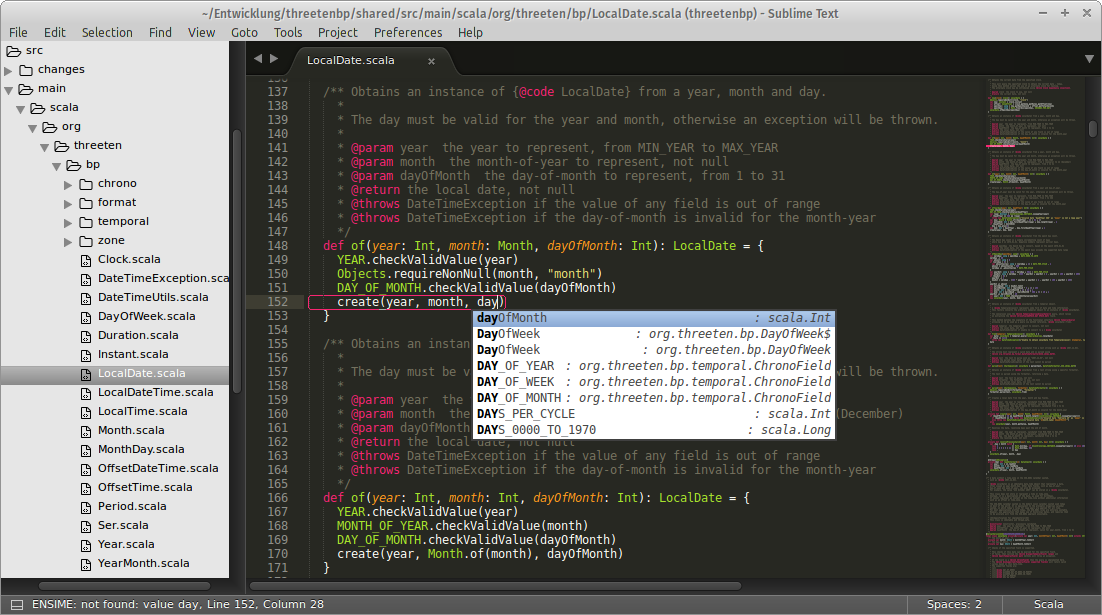 ~/Entwicklung/threetenbp/shared/src/main/scala/org/threeten/bp/LocalDate.scala (threetenbp) - Sublime Text
File Edit Selection Find View Goto Tools Project Preferences Help
src
changes
main
scala
org
threeten
bp
chrono
format
temporal
zone
Clock.scala
DateTimeException.sca
DateTimeUtils.scala
DayOfWeek.scala
Duration.scala
Instant.scala
LocalDate.scala
LocalDateTime.scala
LocalTime.scala
Month.scala
MonthDay.scala
OffsetDateTime.scala
OffsetTime.scala
Period.scala
Ser.scala
Year.scala
YearMonth.scala
LocalDate.scala ×
137 /** Obtains an instance of {@code LocalDate} from a year, month and day.
138 *
139 * The day must be valid for the year and month, otherwise an exception will be thrown.
140 *
141 * @param year the year to represent, from MIN_YEAR to MAX_YEAR
142 * @param month the month-of-year to represent, not null
143 * @param dayOfMonth the day-of-month to represent, from 1 to 31
144 * @return the local date, not null
145 * @throws DateTimeException if the value of any field is out of range
146 * @throws DateTimeException if the day-of-month is invalid for the month-year
147 */
148 def of(year: Int, month: Month, dayOfMonth: Int): LocalDate = {
149 YEAR.checkValidValue(year)
150 Objects.requireNonNull(month, "month")
151 DAY_OF_MONTH.checkValidValue(dayOfMonth)
152 create(year, month, day)
153 }
154
155 /** Obtains an instan
156 *
157 * The day must be v will be thrown.
158 *
159 * @param year the
160 * @param month the (December)
161 * @param dayOfMonth
162 * @return the local date, not null
163 * @throws DateTimeException if the value of any field is out of range
164 * @throws DateTimeException if the day-of-month is invalid for the month-year
165 */
166 def of(year: Int, month: Int, dayOfMonth: Int): LocalDate = {
167 YEAR.checkValidValue(year)
168 MONTH_OF_YEAR.checkValidValue(month)
169 DAY_OF_MONTH.checkValidValue(dayOfMonth)
170 create(year, Month.of(month), dayOfMonth)
171 }
dayOfMonth : scala.Int
DayOfWeek : org.threeten.bp.DayOfWeek$
DayOfWeek : org.threeten.bp.DayOfWeek
DAY_OF_YEAR : org.threeten.bp.temporal.ChronoField
DAY_OF_WEEK : org.threeten.bp.temporal.ChronoField
DAY_OF_MONTH : org.threeten.bp.temporal.ChronoField
DAYS_PER_CYCLE : scala.Int
DAYS_0000_TO_1970 : scala.Long
ENSIME: not found: value day, Line 152, Column 28 Spaces: 2 Scala